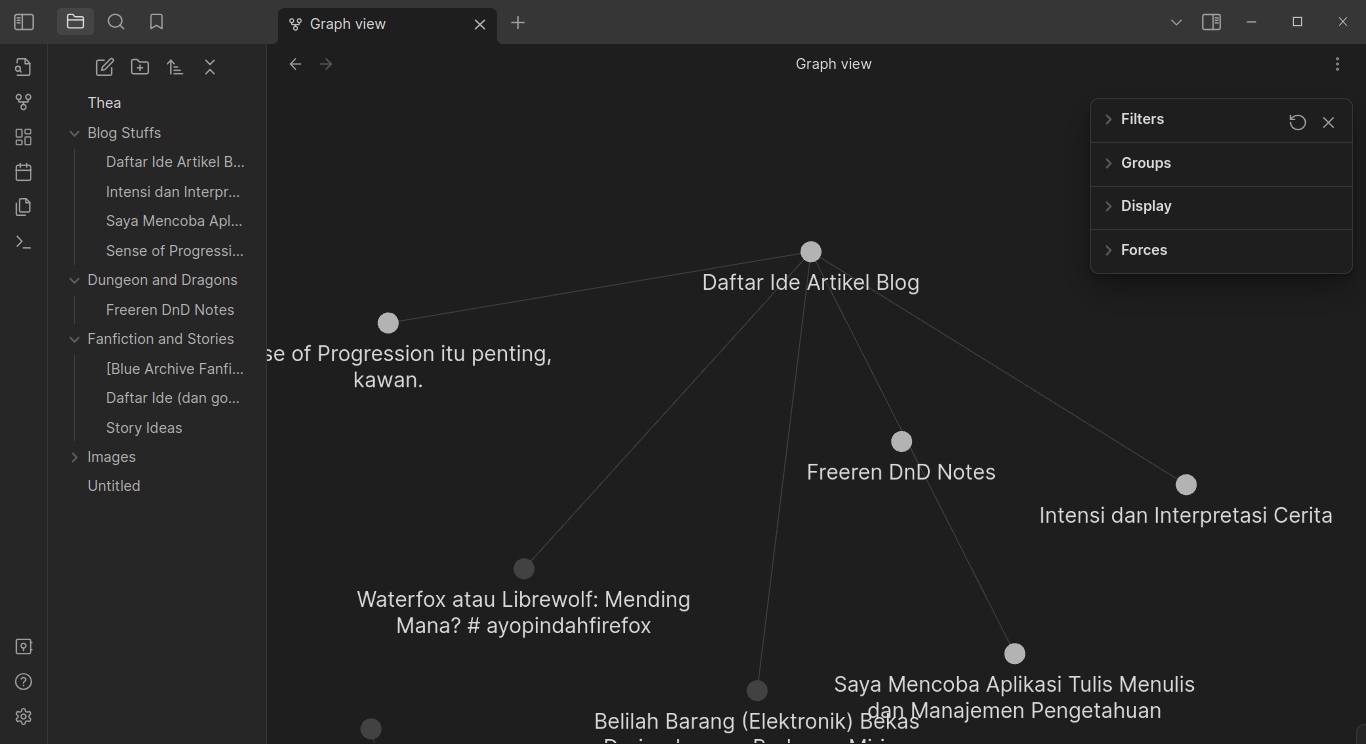 Graph view
Graph view
Thea
Blog Stuffs
Daftar Ide Artikel B...
Intensi dan Interpr...
Saya Mencoba Apl...
Sense of Progressi...
Dungeon and Dragons
Freeren DnD Notes
Fanfiction and Stories
[Blue Archive Fanfi...
Daftar Ide (dan go...
Story Ideas
Images
Untitled
Filters
Groups
Display
Forces
Daftar Ide Artikel Blog
se of Progression itu penting,
kawan.
Freeren DnD Notes
Intensi dan Interpretasi Cerita
Waterfox atau Librewolf: Mending
Mana? # ayopindahfirefox
Saya Mencoba Aplikasi Tulis Menulis
dan Manajemen Pengetahuan
Belilah Barang (Elektronik) Bekas